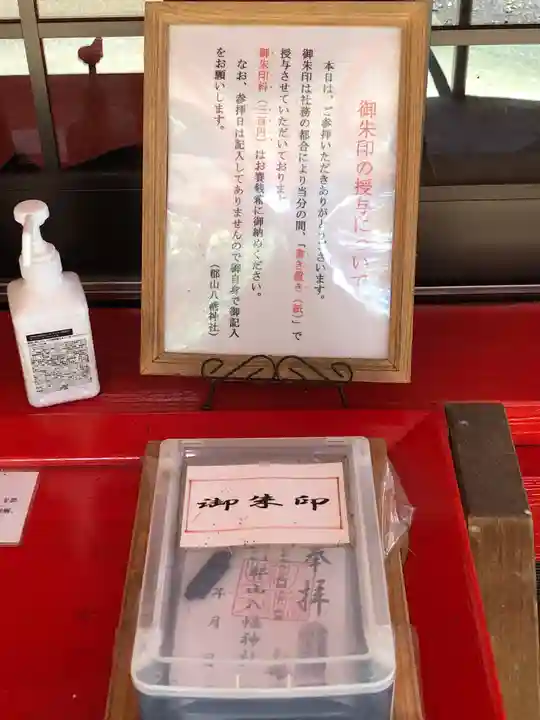 御朱印の授与について
本日は、ご参拝いただきありがとうございます。
御朱印は社務の都合により当分の間、「書き置き（紙）」で
授与させていただいております。
御朱印料（三百円）はお賽銭箱に御納めください。
なお、参拝日は記入してありませんので御自身で御記入
をお願いします。
（郡山八幡神社）
御朱印
奉拝
郡山八幡神社
年
月